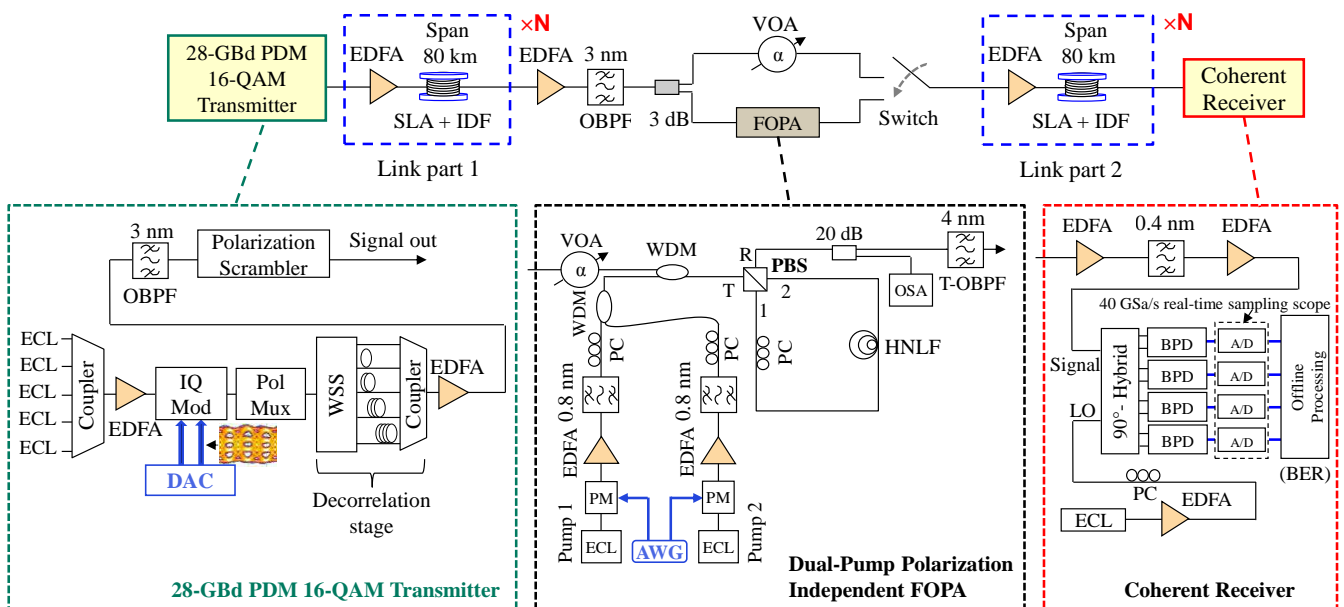 28-GBd PDM
16-QAM
Transmitter
EDFA
Span
80 km
SLA + IDF
×N
Link part 1
EDFA
3 nm
OBPF
3 dB
VOA
α
FOPA
Switch
EDFA
Span
80 km
SLA + IDF
×N
Link part 2
Coherent
Receiver
3 nm
OBPF
Polarization
Scrambler
Signal out
ECL
ECL
ECL
ECL
ECL
Coupler
EDFA
IQ
Mod
Pol
Mux
DAC
WSS
Coupler
EDFA
Decorrelation
stage
28-GBd PDM 16-QAM Transmitter
VOA
α
WDM
WDM
R
PBS
T
2
1
20 dB
OSA
4 nm
T-OBPF
PC
PC
PC
HNLF
0.8 nm
0.8 nm
EDFA
EDFA
PM
PM
Pump 1
Pump 2
ECL
AWG
ECL
Dual-Pump Polarization
Independent FOPA
EDFA
0.4 nm
EDFA
40 GSa/s real-time sampling scope
Signal
LO
90°- Hybrid
BPD
BPD
BPD
BPD
A/D
A/D
A/D
A/D
Offline
Processing
(BER)
PC
EDFA
ECL
Coherent Receiver